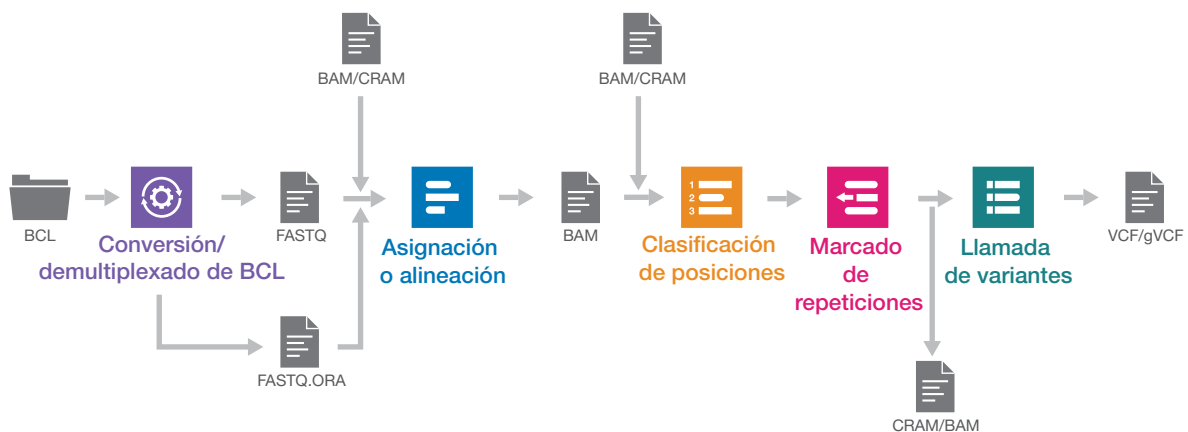 BAM/CRAM
BAM/CRAM
BCL
Conversión/
demultiplexado de BCL
FASTQ
Asignación
o alineación
BAM
1
2
3
Clasificación
de posiciones
Marcado
de
repeticiones
Llamada
de variantes
VCF/gVCF
FASTQ.ORA
CRAM/BAM